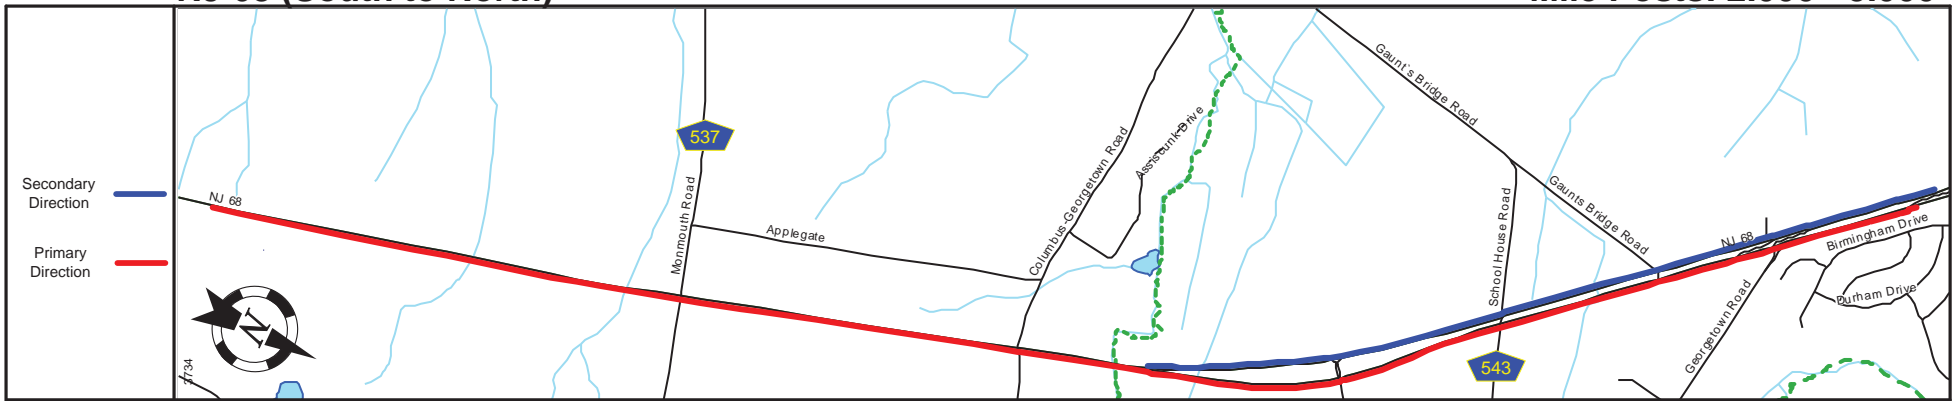 Secondary
Direction
Primary
Direction
NJ 68
537
Monmouth Road
Applegate
Columbus-Georgetown Road
Assiscunk Drive
Gaunt's Bridge Road
Gaunts Bridge Road
School House Road
543
NJ 68
Birmingham Drive
Durham Drive
Georgetown Road
N
3734